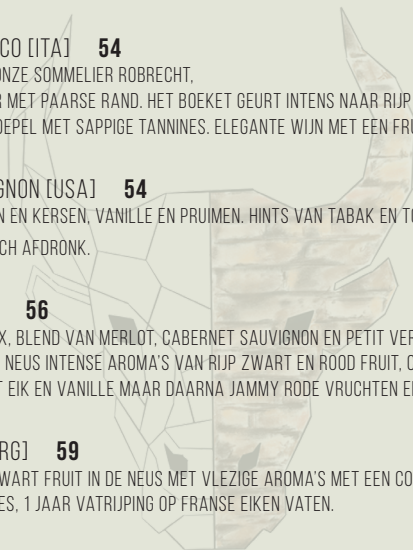 CO [ITA] 54
ONZE SOMMELIER ROBRECHT,
R MET PAARSE RAND. HET BOEKET GEURT INTENS NAAR RIJP
OEPEL MET SAPPIGE TANNINES. ELEGANTE WIJN MET EEN FRU
GNON [USA] 54
N EN KERSEN, VANILLE EN PRUIMEN. HINTS VAN TABAK EN TO
CH AFDRONK.
56
X, BLEND VAN MERLOT, CABERNET SAUVIGNON EN PETIT VER
NEUS INTENSE AROMA'S VAN RIJP ZWART EN ROOD FRUIT, C
T EIK EN VANILLE MAAR DAARNA JAMMY RODE VRUCHTEN E
RG] 59
WART FRUIT IN DE NEUS MET VLEZIGE AROMA'S MET EEN CO
ES, 1 JAAR VATRIJPING OP FRANSE EIKEN VATEN.